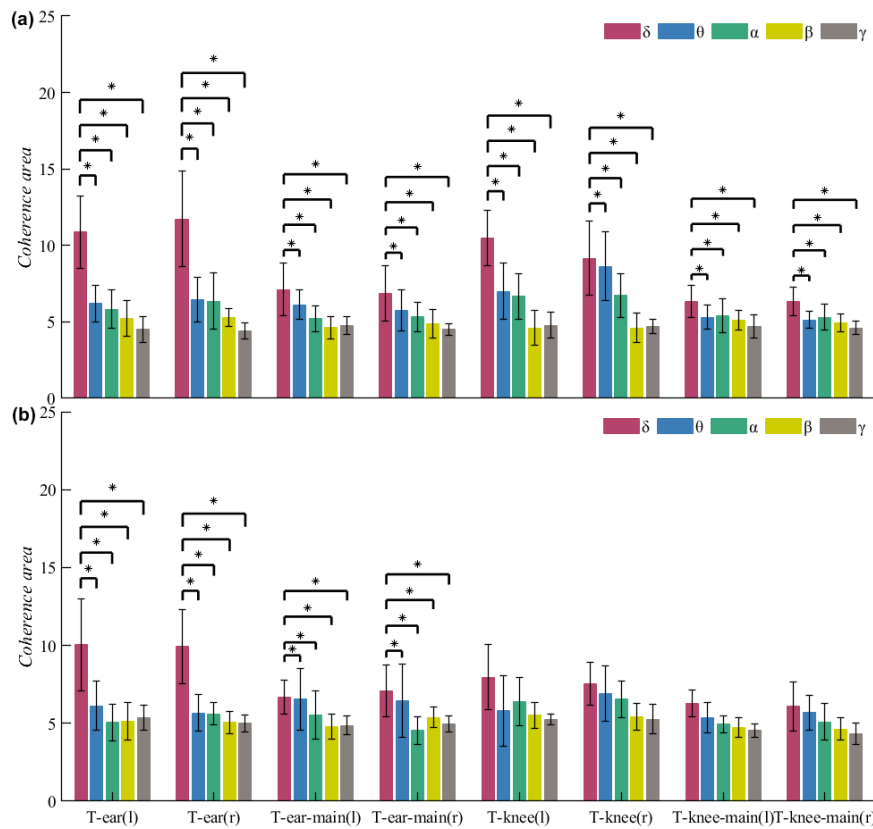 (a)
25
20
15
10
5
0
Coherence area
δ θ α β γ
* * * *
* * * *
* * * *
* * * *
* * * *
* * * *
* * * *
* * * *
(b)
25
20
15
10
5
0
Coherence area
δ θ α β γ
* * * *
* * * *
* * * *
* * * *
T-ear(l) T-ear(r) T-ear-main(l) T-ear-main(r) T-knee(l) T-knee(r) T-knee-main(l) T-knee-main(r)